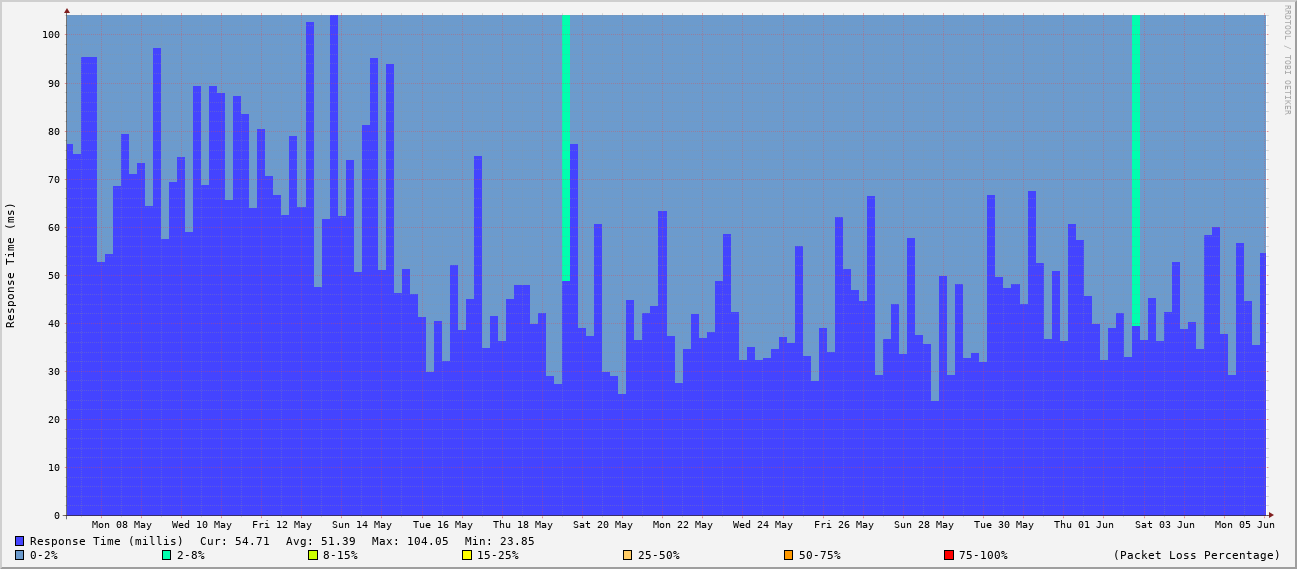 RRDTOOL / TOBI OETIKER
Response Time (ms)
100
90
80
70
60
50
40
30
20
10
0
Mon 08 May Wed 10 May Fri 12 May Sun 14 May Tue 16 May Thu 18 May Sat 20 May Mon 22 May Wed 24 May Fri 26 May Sun 28 May Tue 30 May Thu 01 Jun Sat 03 Jun Mon 05 Jun
Response Time (millis) Cur: 54.71 Avg: 51.39 Max: 104.05 Min: 23.85
0-2% 2-8% 8-15% 15-25% 25-50% 50-75% 75-100% (Packet Loss Percentage)